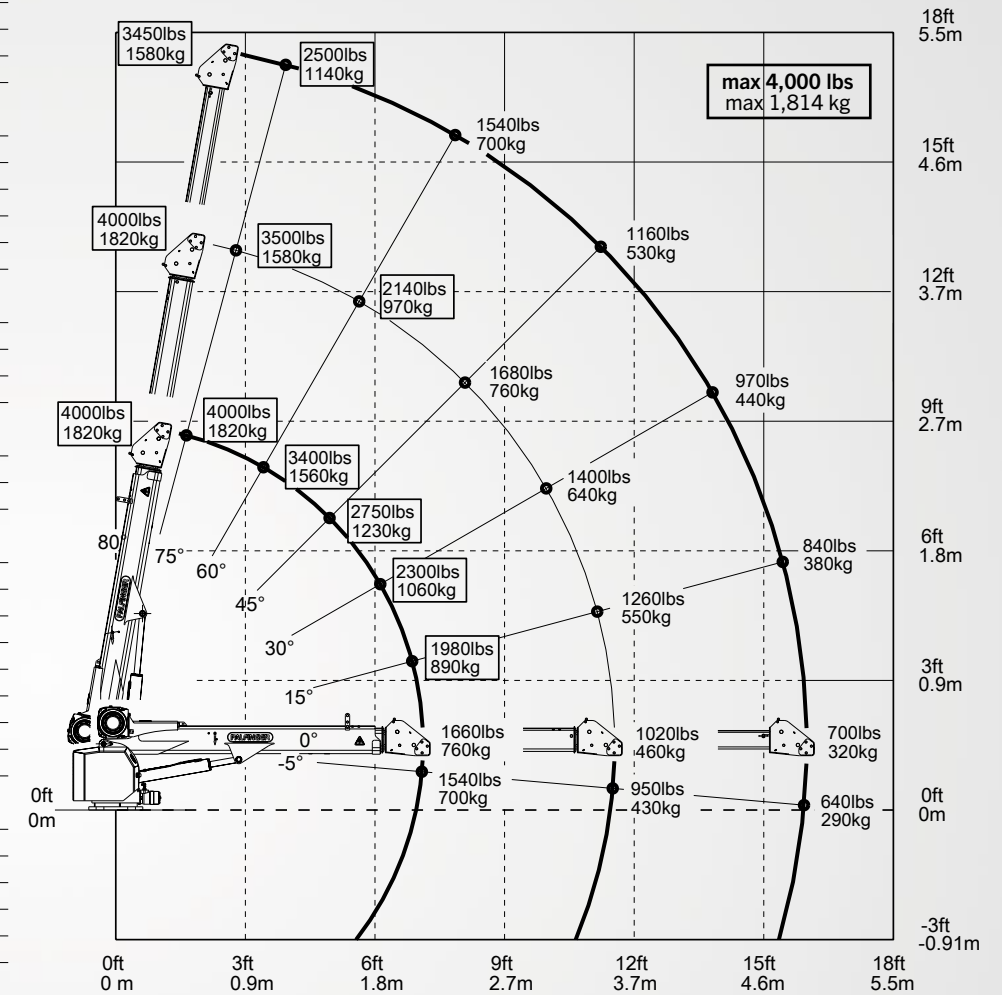 18ft
5.5m
3450lbs
1580kg
2500lbs
1140kg
max 4,000 lbs
max 1,814 kg
1540lbs
700kg
15ft
4.6m
4000lbs
1820kg
3500lbs
1580kg
1160lbs
530kg
2140lbs
970kg
12ft
3.7m
1680lbs
760kg
970lbs
440kg
4000lbs
1820kg
4000lbs
1820kg
9ft
2.7m
3400lbs
1560kg
1400lbs
640kg
2750lbs
1230kg
80°
75°
60°
45°
30°
15°
0°
-5°
6ft
1.8m
840lbs
380kg
2300lbs
1060kg
1260lbs
550kg
1980lbs
890kg
3ft
0.9m
PALFINGER
PALFINGER
1660lbs
760kg
1020lbs
460kg
700lbs
320kg
1540lbs
700kg
950lbs
430kg
640lbs
290kg
0ft
0m
0ft
0m
-3ft
-0.91m
0ft
0 m
3ft
0.9m
6ft
1.8m
9ft
2.7m
12ft
3.7m
15ft
4.6m
18ft
5.5m